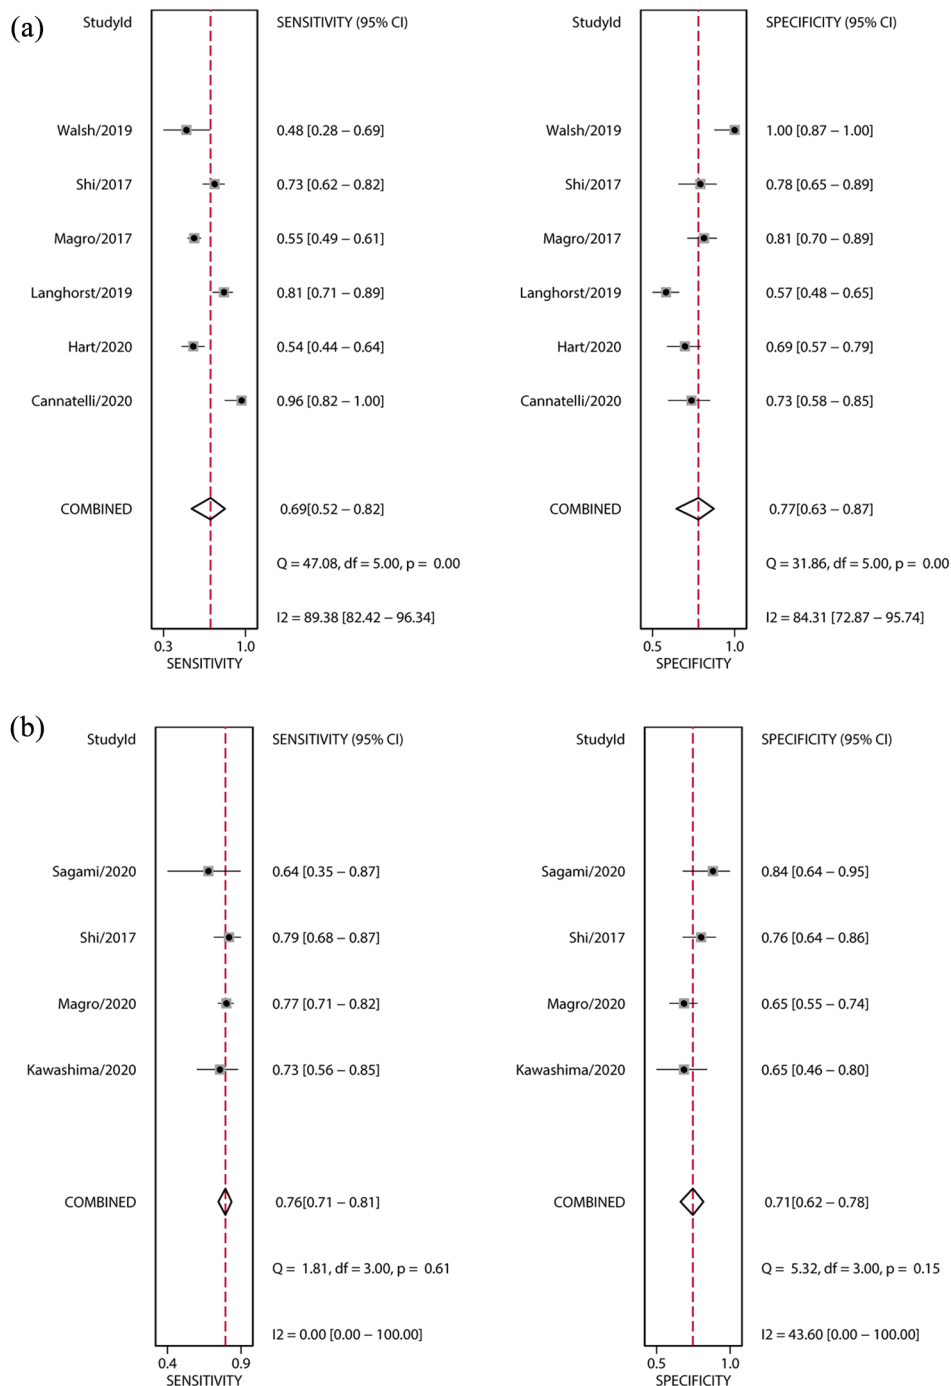 (a)
StudyId SENSITIVITY (95% CI) StudyId SPECIFICITY (95% CI)
Walsh/2019 0.48 [0.28 – 0.69] Walsh/2019 1.00 [0.87 – 1.00]
Shi/2017 0.73 [0.62 – 0.82] Shi/2017 0.78 [0.65 – 0.89]
Magro/2017 0.55 [0.49 – 0.61] Magro/2017 0.81 [0.70 – 0.89]
Langhorst/2019 0.81 [0.71 – 0.89] Langhorst/2019 0.57 [0.48 – 0.65]
Hart/2020 0.54 [0.44 – 0.64] Hart/2020 0.69 [0.57 – 0.79]
Cannatelli/2020 0.96 [0.82 – 1.00] Cannatelli/2020 0.73 [0.58 – 0.85]
COMBINED 0.69[0.52 – 0.82] COMBINED 0.77[0.63 – 0.87]
Q = 47.08, df = 5.00, p = 0.00 Q = 31.86, df = 5.00, p = 0.00
I2 = 89.38 [82.42 – 96.34] I2 = 84.31 [72.87 – 95.74]
0.3 1.0 0.5 1.0
SENSITIVITY SPECIFICITY
(b)
StudyId SENSITIVITY (95% CI) StudyId SPECIFICITY (95% CI)
Sagami/2020 0.64 [0.35 – 0.87] Sagami/2020 0.84 [0.64 – 0.95]
Shi/2017 0.79 [0.68 – 0.87] Shi/2017 0.76 [0.64 – 0.86]
Magro/2020 0.77 [0.71 – 0.82] Magro/2020 0.65 [0.55 – 0.74]
Kawashima/2020 0.73 [0.56 – 0.85] Kawashima/2020 0.65 [0.46 – 0.80]
COMBINED 0.76[0.71 – 0.81] COMBINED 0.71[0.62 – 0.78]
Q = 1.81, df = 3.00, p = 0.61 Q = 5.32, df = 3.00, p = 0.15
I2 = 0.00 [0.00 – 100.00] I2 = 43.60 [0.00 – 100.00]
0.4 0.9 0.5 1.0
SENSITIVITY SPECIFICITY